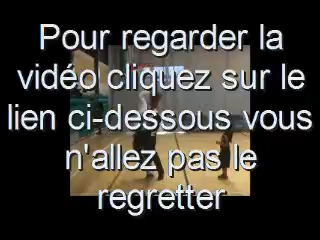 Pour regarder la
vidéo cliquez sur le
lien ci-dessous vous
n'allez pas le
regretter